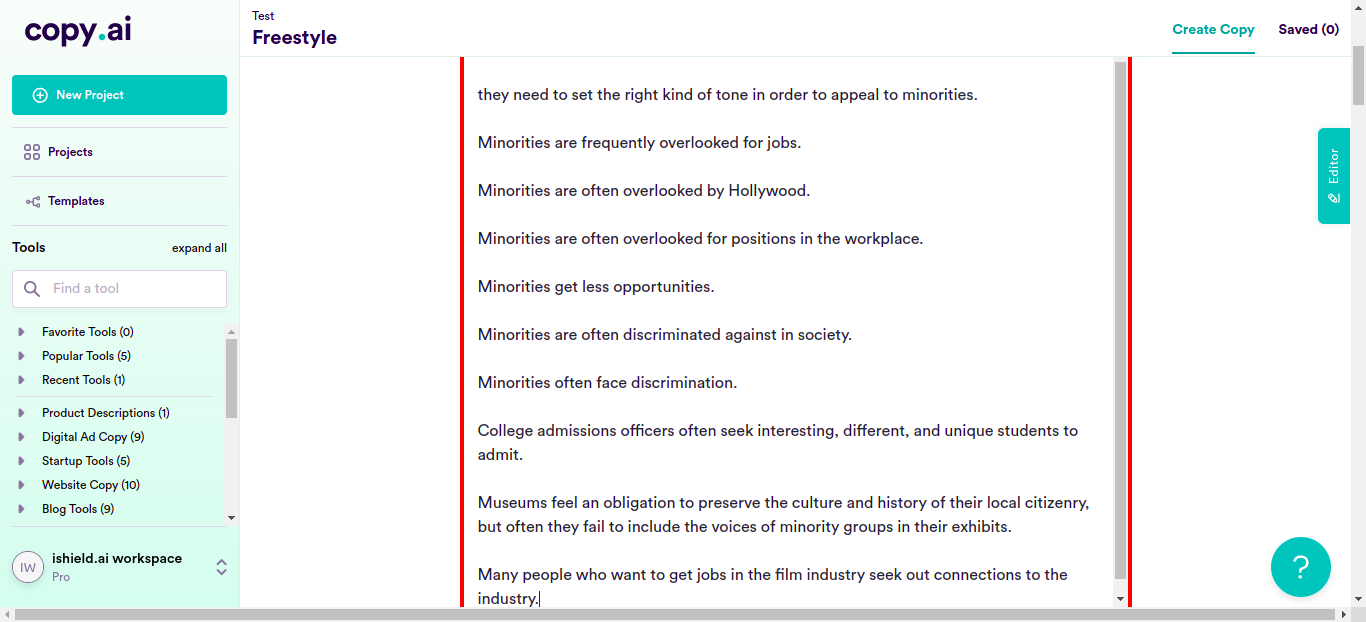 copy.ai
New Project
Projects
Templates
Tools
expand all
Find a tool
Favorite Tools (0)
Popular Tools (5)
Recent Tools (1)
Product Descriptions (1)
Digital Ad Copy (9)
Startup Tools (5)
Website Copy (10)
Blog Tools (9)
IW
ishield.ai workspace
Pro
Test
Freestyle
Create Copy
Saved (0)
they need to set the right kind of tone in order to appeal to minorities.
Minorities are frequently overlooked for jobs.
Minorities are often overlooked by Hollywood.
Minorities are often overlooked for positions in the workplace.
Minorities get less opportunities.
Minorities are often discriminated against in society.
Minorities often face discrimination.
College admissions officers often seek interesting, different, and unique students to
admit.
Museums feel an obligation to preserve the culture and history of their local citizenry,
but often they fail to include the voices of minority groups in their exhibits.
Many people who want to get jobs in the film industry seek out connections to the
industry.
Editor
?